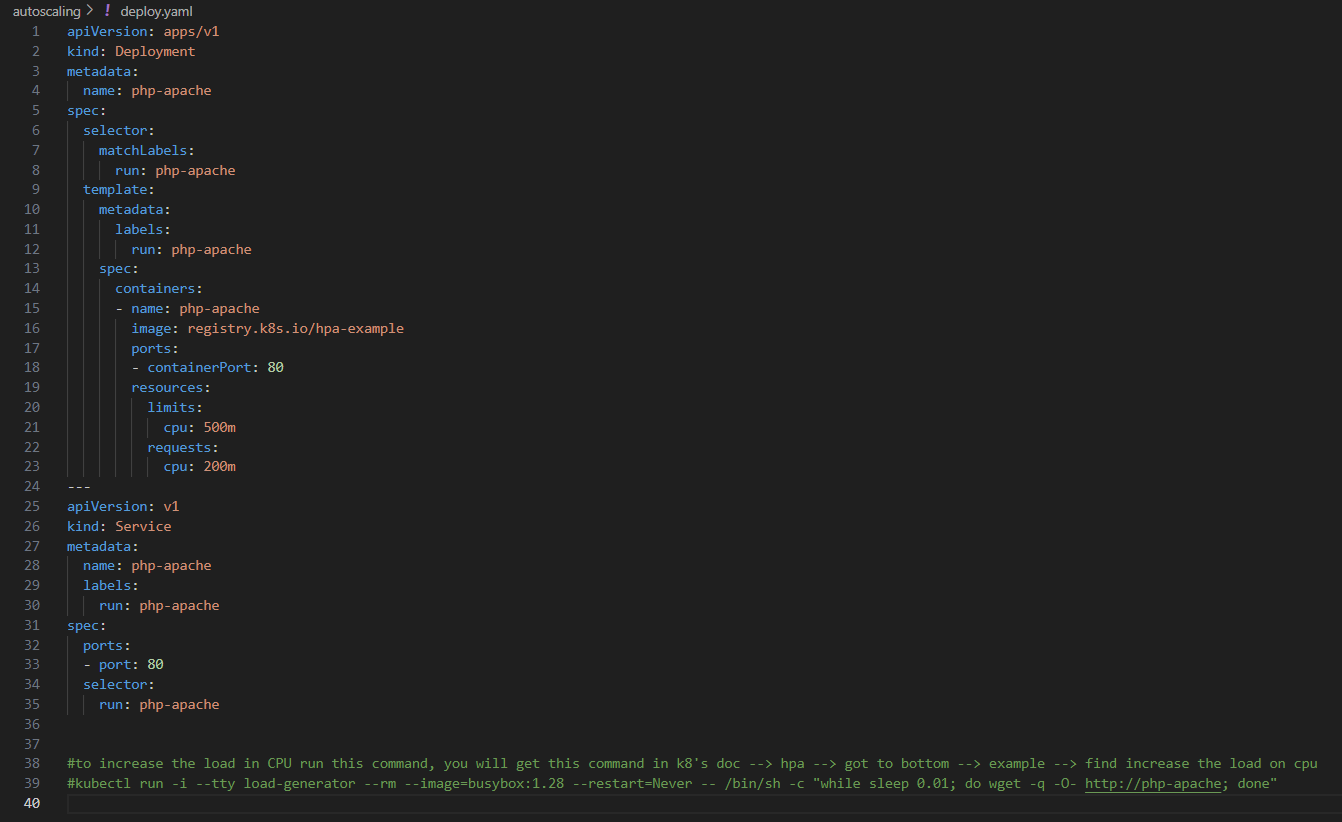 autoscaling > ! deploy.yaml
1 apiVersion: apps/v1
2 kind: Deployment
3 metadata:
4   name: php-apache
5 spec:
6   selector:
7     matchLabels:
8       run: php-apache
9   template:
10     metadata:
11       labels:
12         run: php-apache
13     spec:
14       containers:
15       - name: php-apache
16         image: registry.k8s.io/hpa-example
17         ports:
18         - containerPort: 80
19         resources:
20           limits:
21             cpu: 500m
22           requests:
23             cpu: 200m
24 ---
25 apiVersion: v1
26 kind: Service
27 metadata:
28   name: php-apache
29   labels:
30     run: php-apache
31 spec:
32   ports:
33   - port: 80
34   selector:
35     run: php-apache
36
37
38 #to increase the load in CPU run this command, you will get this command in k8's doc --> hpa --> got to bottom --> example --> find increase the load on cpu
39 #kubectl run -i --tty load-generator --rm --image=busybox:1.28 --restart=Never -- /bin/sh -c "while sleep 0.01; do wget -q -O- http://php-apache; done"
40